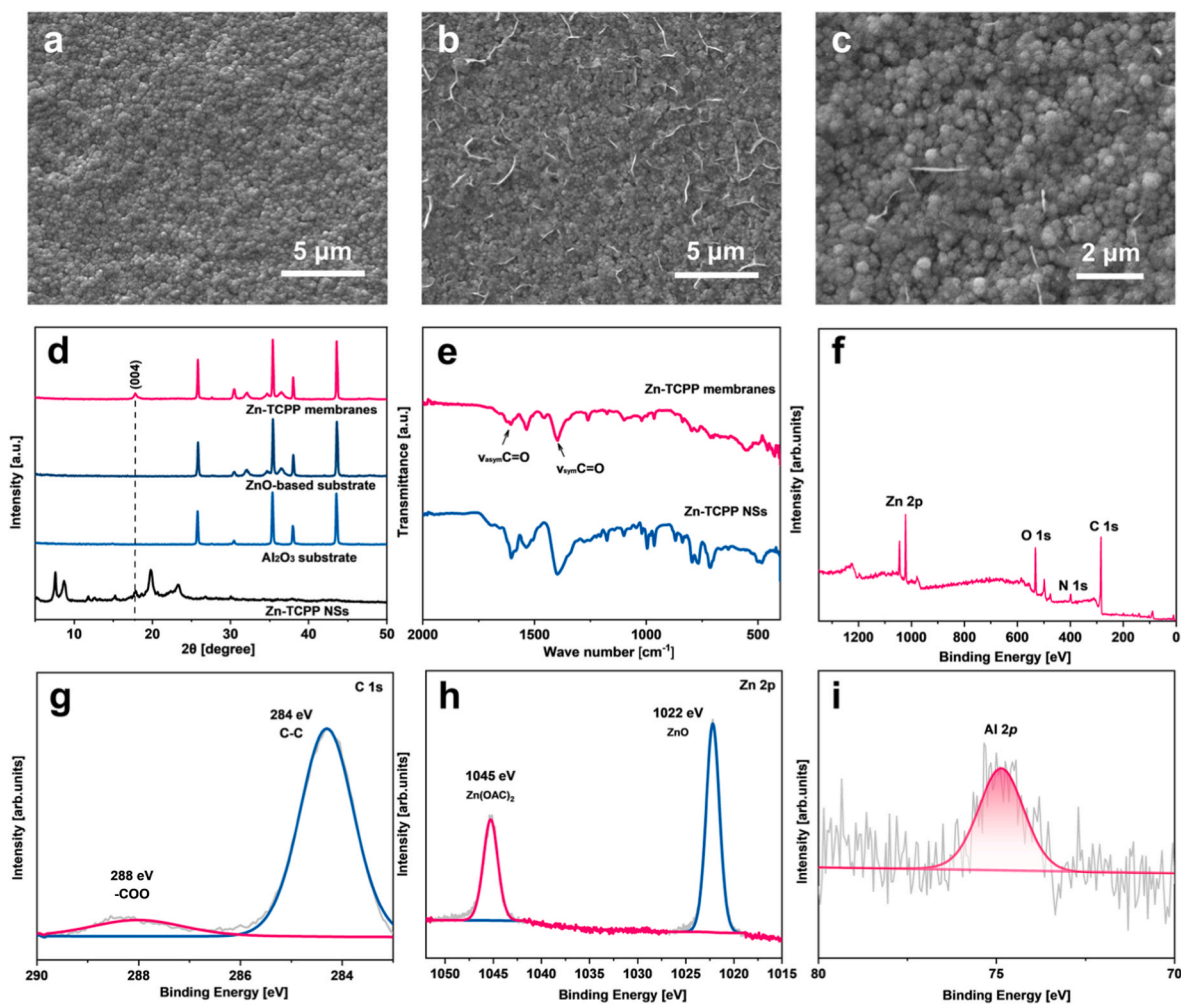 a
5 μm
b
5 μm
c
2 μm
d
(004)
Zn-TCPP membranes
ZnO-based substrate
Al₂O₃ substrate
Zn-TCPP NSs
Intensity [a.u.]
10 20 30 40 50
2θ [degree]
e
Zn-TCPP membranes
νasymC=O
νsymC=O
Zn-TCPP NSs
Transmittance [a.u.]
2000 1500 1000 500
Wave number [cm⁻¹]
f
Zn 2p
O 1s
N 1s
C 1s
Intensity [arb.units]
1200 1000 800 600 400 200 0
Binding Energy [eV]
g
C 1s
284 eV
C-C
288 eV
-COO
Intensity [arb.units]
290 288 286 284
Binding Energy [eV]
h
Zn 2p
1022 eV
ZnO
1045 eV
Zn(OAC)₂
Intensity [arb.units]
1050 1045 1040 1035 1030 1025 1020 1015
Binding Energy [eV]
i
Al 2p
Intensity [arb.units]
80 75 70
Binding Energy [eV]